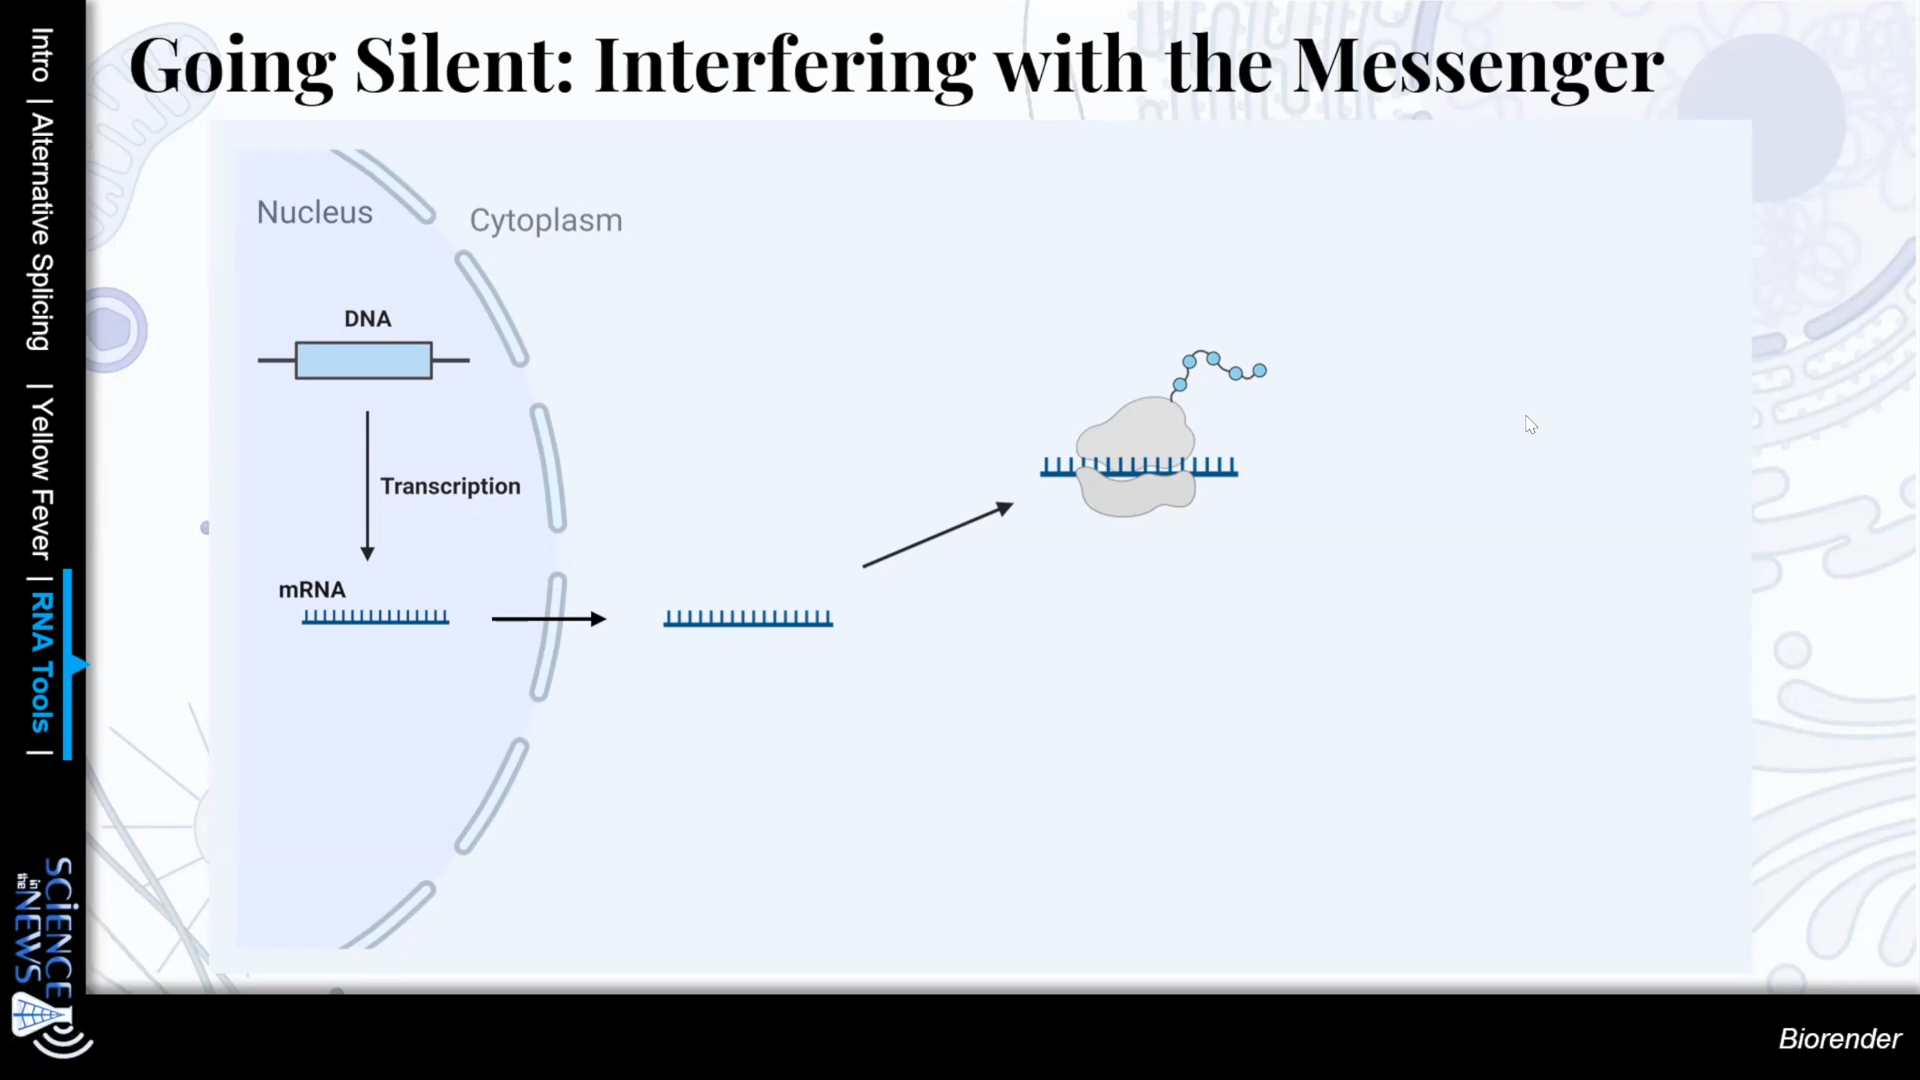 Going Silent: Interfering with the Messenger
Intro | Alternative Splicing | Yellow Fever | RNA Tools |
Nucleus
Cytoplasm
DNA
Transcription
mRNA
SCIENCE
in the NEWS
Biorender